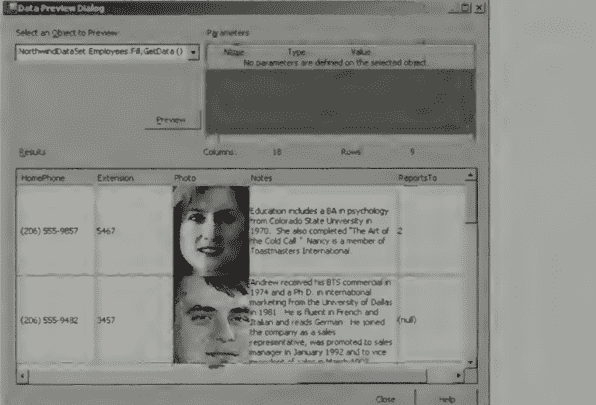 Data Preview Dialog
Select an Object to Preview:
Parameters
NorthwindDataSet.Employees.Fill,GetData ()
Name Type Value
No parameters are defined on the selected object.
Preview
Results
Columns: 18 Rows: 9
HomePhone Extension Photo Notes ReportsTo
(206) 555-9857 5467 2
Education includes a BA in psychology
from Colorado State University in
1970. She also completed "The Art of
the Cold Call." Nancy is a member of
Toastmasters International.
(206) 555-9482 3457 (null)
Andrew received his BTS commercial in
1974 and a Ph.D. in international
marketing from the University of Dallas
in 1981. He is fluent in French and
Italian and reads German. He joined
the company as a sales
representative, was promoted to sales
manager in January 1992 and to vice
president of sales in March 1993.
Close Help